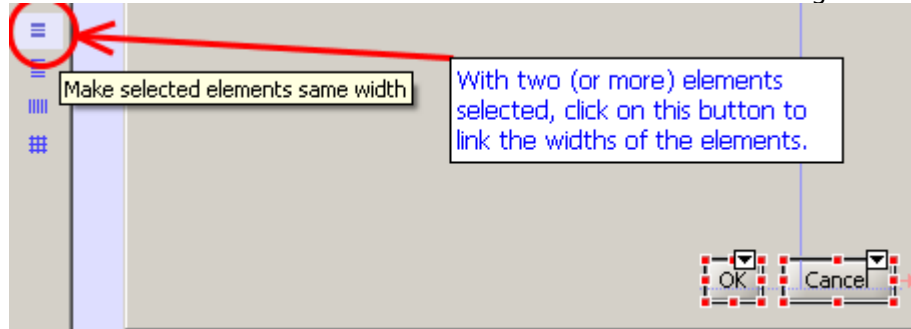 With two (or more) elements
selected, click on this button to
link the widths of the elements.
Make selected elements same width
OK
Cancel